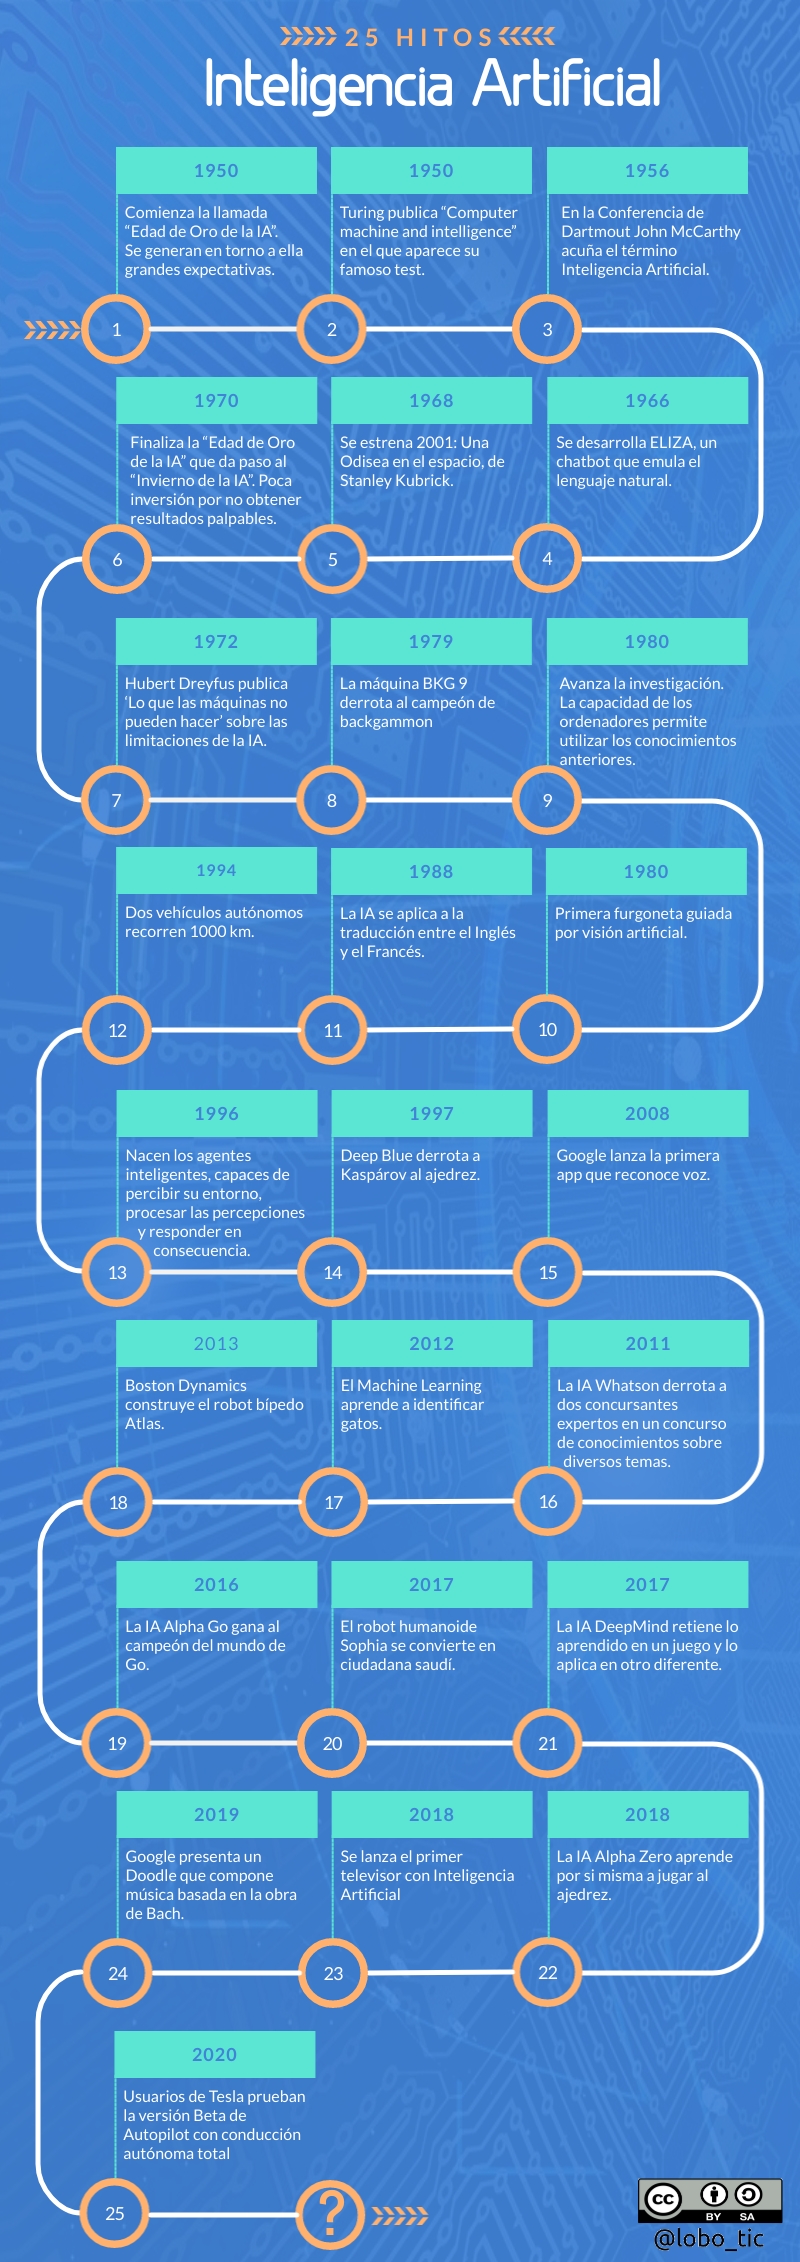 25 HITOS
Inteligencia Artificial
1950
Comienza la llamada
“Edad de Oro de la IA”.
Se generan en torno a ella
grandes expectativas.
1
1950
Turing publica “Computer
machine and intelligence”
en el que aparece su
famoso test.
2
1956
En la Conferencia de
Dartmout John McCarthy
acuña el término
Inteligencia Artificial.
3
1966
Se desarrolla ELIZA, un
chatbot que emula el
lenguaje natural.
4
1968
Se estrena 2001: Una
Odisea en el espacio, de
Stanley Kubrick.
5
1970
Finaliza la “Edad de Oro
de la IA” que da paso al
“Invierno de la IA”. Poca
inversión por no obtener
resultados palpables.
6
1972
Hubert Dreyfus publica
‘Lo que las máquinas no
pueden hacer’ sobre las
limitaciones de la IA.
7
1979
La máquina BKG 9
derrota al campeón de
backgammon
8
1980
Avanza la investigación.
La capacidad de los
ordenadores permite
utilizar los conocimientos
anteriores.
9
1980
Primera furgoneta guiada
por visión artificial.
10
1988
La IA se aplica a la
traducción entre el Inglés
y el Francés.
11
1994
Dos vehículos autónomos
recorren 1000 km.
12
1996
Nacen los agentes
inteligentes, capaces de
percibir su entorno,
procesar las percepciones
y responder en
consecuencia.
13
1997
Deep Blue derrota a
Kaspárov al ajedrez.
14
2008
Google lanza la primera
app que reconoce voz.
15
2011
La IA Whatson derrota a
dos concursantes
expertos en un concurso
de conocimientos sobre
diversos temas.
16
2012
El Machine Learning
aprende a identificar
gatos.
17
2013
Boston Dynamics
construye el robot bípedo
Atlas.
18
2016
La IA Alpha Go gana al
campeón del mundo de
Go.
19
2017
El robot humanoide
Sophia se convierte en
ciudadana saudí.
20
2017
La IA DeepMind retiene lo
aprendido en un juego y lo
aplica en otro diferente.
21
2018
La IA Alpha Zero aprende
por si misma a jugar al
ajedrez.
22
2018
Se lanza el primer
televisor con Inteligencia
Artificial
23
2019
Google presenta un
Doodle que compone
música basada en la obra
de Bach.
24
2020
Usuarios de Tesla prueban
la versión Beta de
Autopilot con conducción
autónoma total
25
?
CC BY SA
@lobo_tic